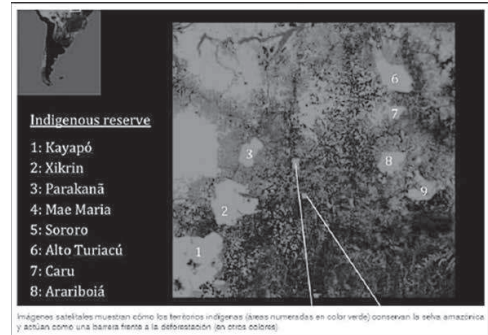 Indigenous reserve
1: Kayapó
2: Xikrin
3: Parakanã
4: Mae Maria
5: Sororo
6: Alto Turiacú
7: Caru
8: Arariboiá
1
2
3
6
7
8
9
Imágenes satelitales muestran cómo los territorios indígenas (áreas numeradas en color verde) conservan la selva amazónica
y actúan como una barrera frente a la deforestación (en otros colores).